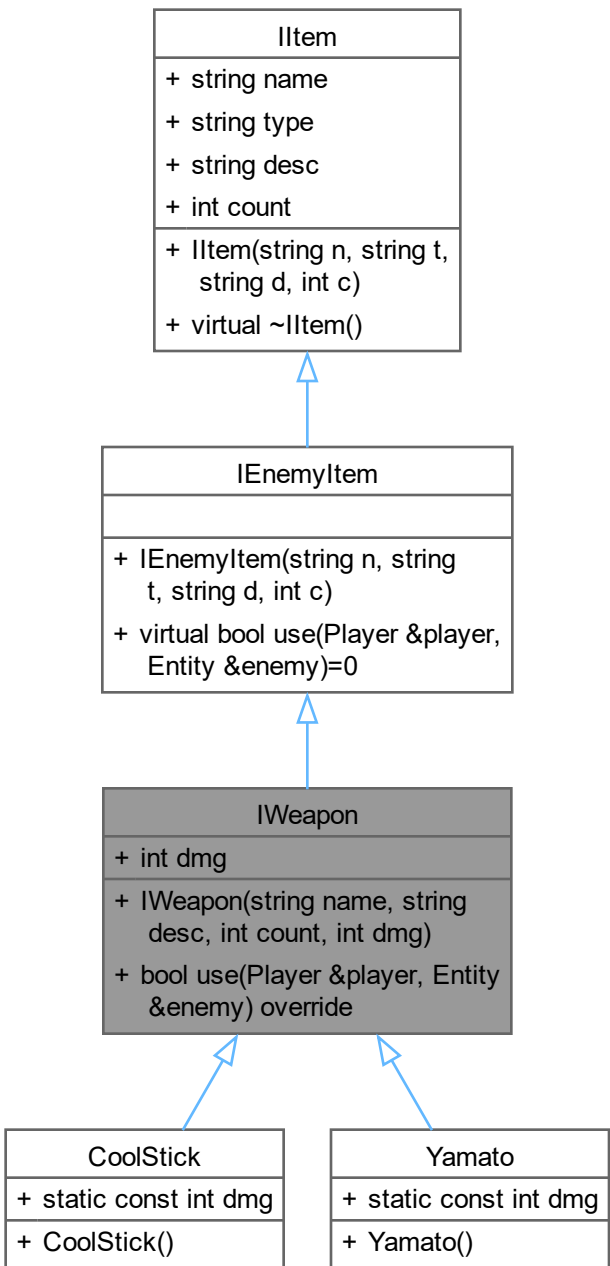 IItem
+ string name
+ string type
+ string desc
+ int count
+ IItem(string n, string t,
string d, int c)
+ virtual ~IItem()
IEnemyItem
+ IEnemyItem(string n, string
t, string d, int c)
+ virtual bool use(Player &player,
Entity &enemy)=0
IWeapon
+ int dmg
+ IWeapon(string name, string
desc, int count, int dmg)
+ bool use(Player &player, Entity
&enemy) override
CoolStick
+ static const int dmg
+ CoolStick()
Yamato
+ static const int dmg
+ Yamato()